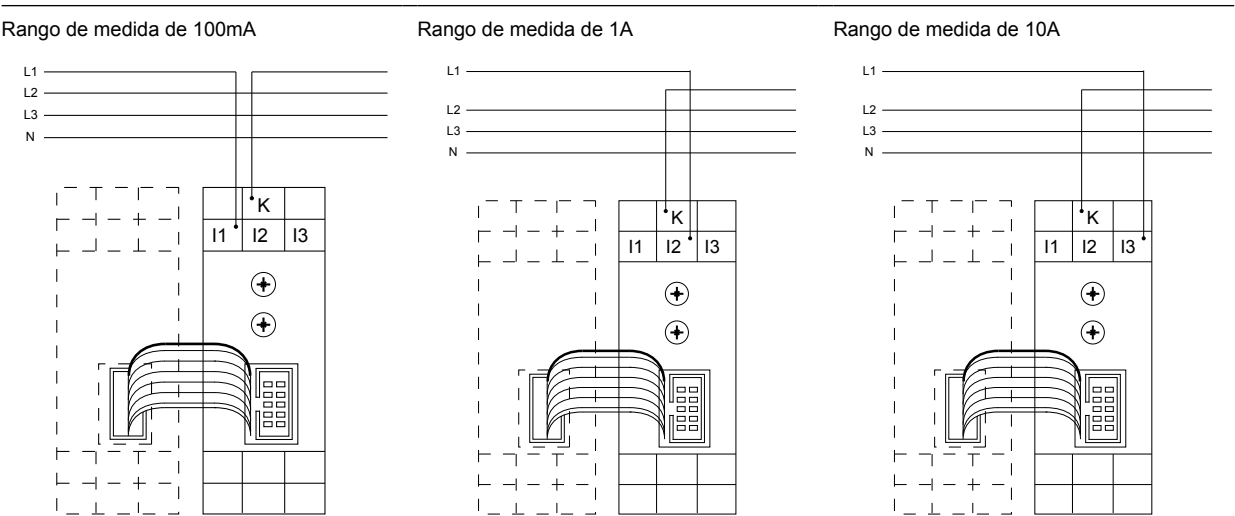 Rango de medida de 100mA
L1
L2
L3
N
K
I1 I2 I3
Rango de medida de 1A
L1
L2
L3
N
K
I1 I2 I3
Rango de medida de 10A
L1
L2
L3
N
K
I1 I2 I3